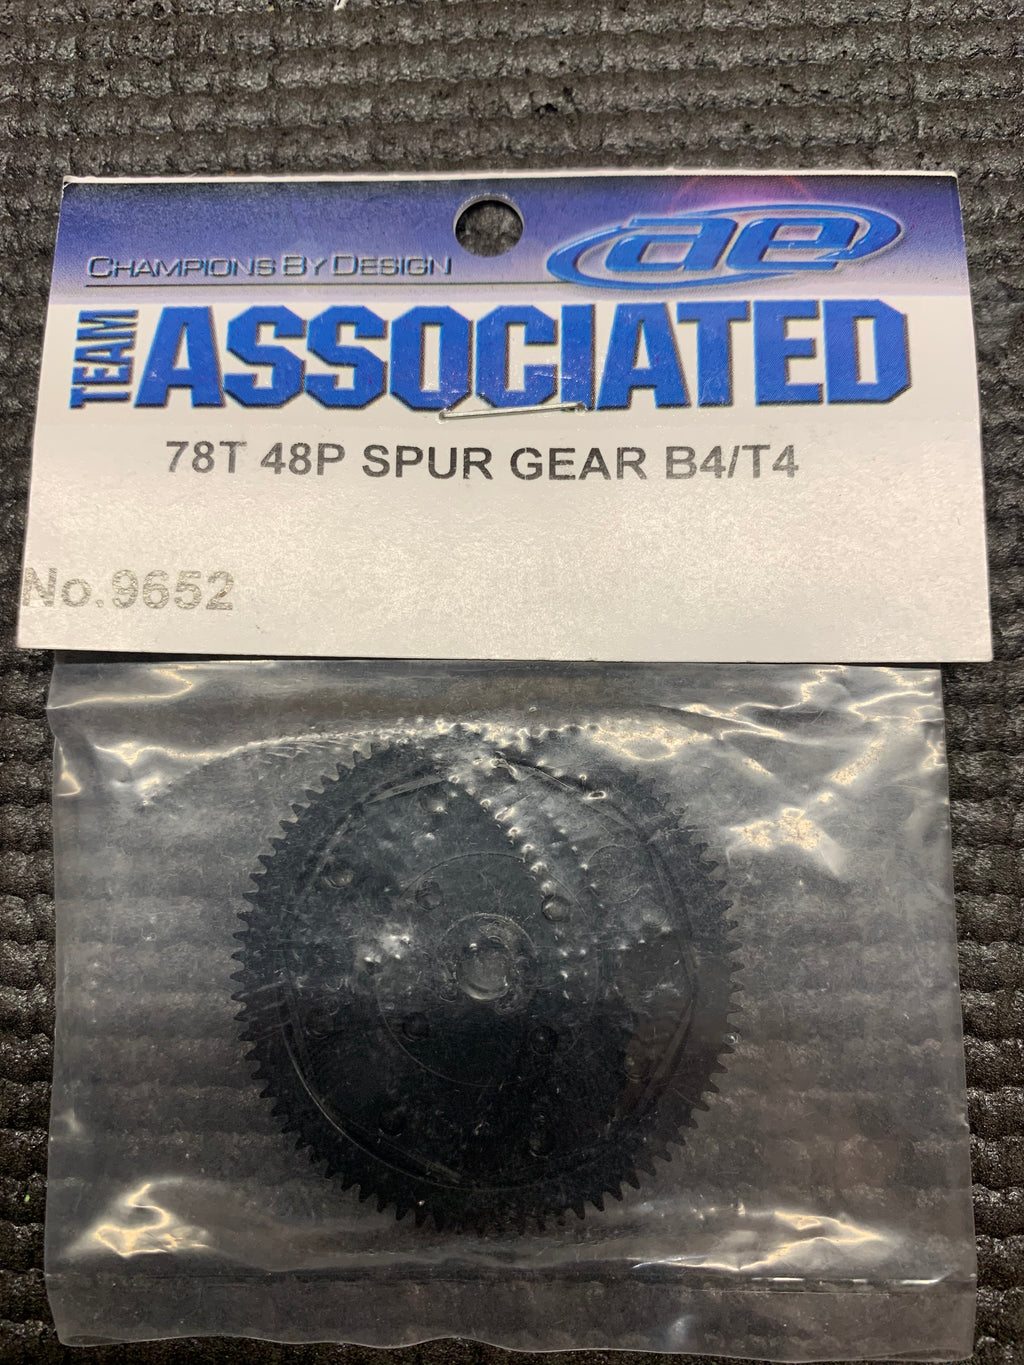 CHAMPIONS BY DESIGN
ae
TEAM ASSOCIATED
78T 48P SPUR GEAR B4/T4
No.9652